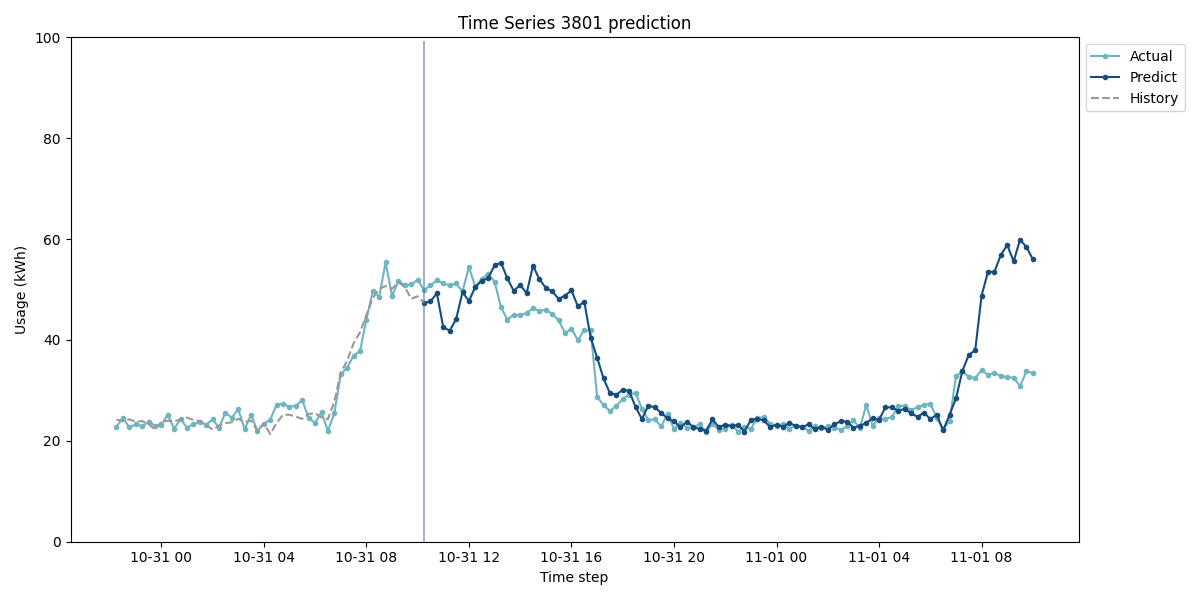 Time Series 3801 prediction
100
80
60
40
20
0
Usage (kWh)
10-31 00
10-31 04
10-31 08
10-31 12
10-31 16
10-31 20
11-01 00
11-01 04
11-01 08
Time step
Actual
Predict
History